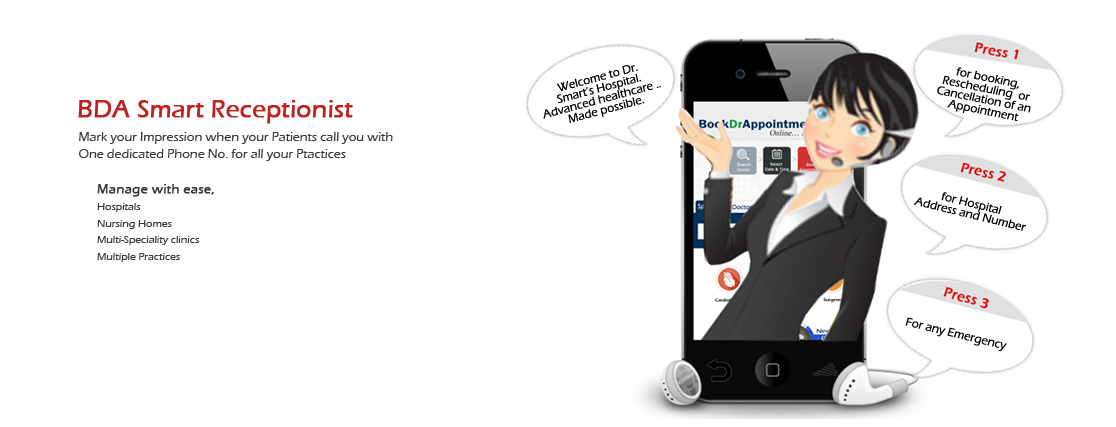 BDA Smart Receptionist
Mark your Impression when your Patients call you with
One dedicated Phone No. for all your Ptactices
Manage with ease,
Hospitals
Nursing Homes
Multi-Speciality clinics
Multiple Practices
Welcome to Dr.
Smart's Hospital.
Advanced healthcare ..
Made possible.
BookDrAppointme
Online...
Search
Doctor
Select
Date & Time
Doctor
Surgeo
Press 1
for booking,
Rescheduling or
Cancellation of an
Appointment
Press 2
for Hospital
Address and Number
Press 3
For any Emergency